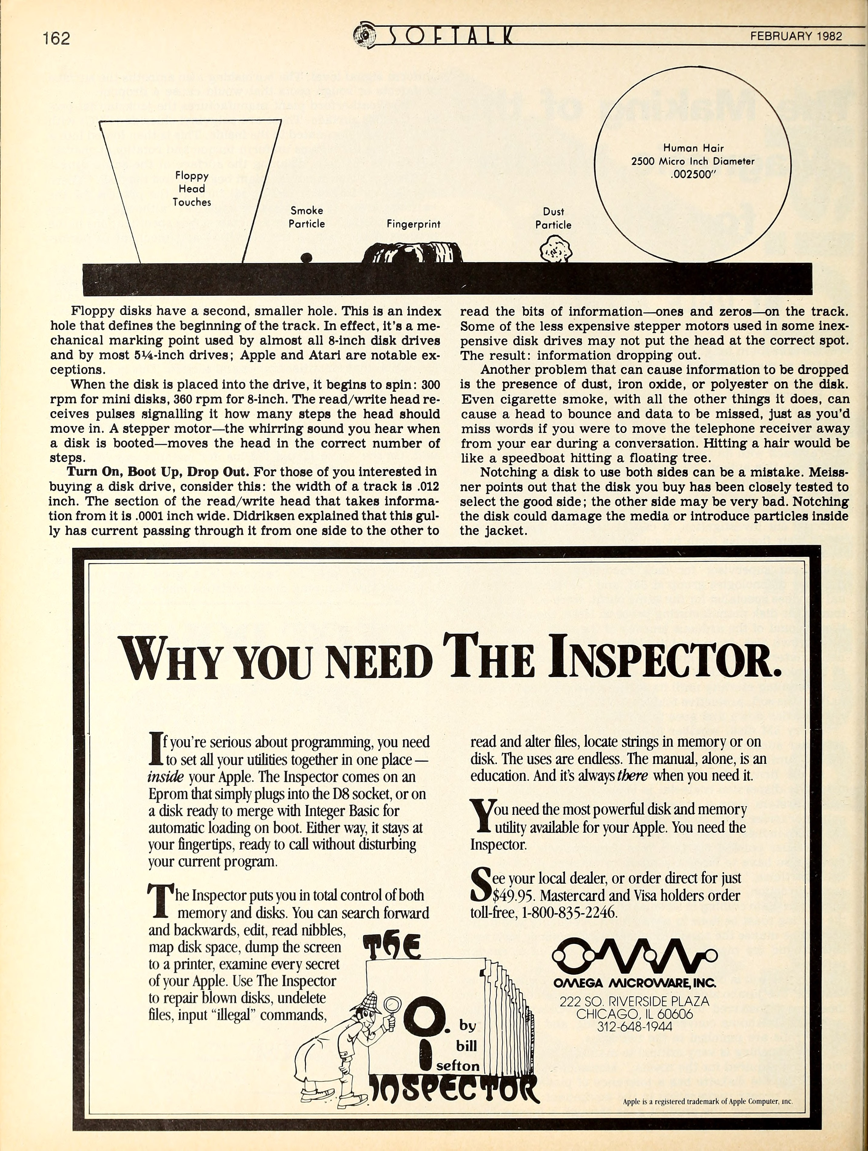 162
SOFTALK
FEBRUARY 1982
Floppy
Head
Touches
Smoke
Particle
Fingerprint
Dust
Particle
Human Hair
2500 Micro Inch Diameter
.002500"
Floppy disks have a second, smaller hole. This is an index
hole that defines the beginning of the track. In effect, it's a me-
chanical marking point used by almost all 8-inch disk drives
and by most 5¼-inch drives; Apple and Atari are notable ex-
ceptions.
When the disk is placed into the drive, it begins to spin: 300
rpm for mini disks, 360 rpm for 8-inch. The read/write head re-
ceives pulses signalling it how many steps the head should
move in. A stepper motor—the whirring sound you hear when
a disk is booted—moves the head in the correct number of
steps.
Turn On, Boot Up, Drop Out. For those of you interested in
buying a disk drive, consider this: the width of a track is .012
inch. The section of the read/write head that takes informa-
tion from it is .0001 inch wide. Didriksen explained that this gul-
ly has current passing through it from one side to the other to
read the bits of information—ones and zeros—on the track.
Some of the less expensive stepper motors used in some inex-
pensive disk drives may not put the head at the correct spot.
The result: information dropping out.
Another problem that can cause information to be dropped
is the presence of dust, iron oxide, or polyester on the disk.
Even cigarette smoke, with all the other things it does, can
cause a head to bounce and data to be missed, just as you'd
miss words if you were to move the telephone receiver away
from your ear during a conversation. Hitting a hair would be
like a speedboat hitting a floating tree.
Notching a disk to use both sides can be a mistake. Meiss-
ner points out that the disk you buy has been closely tested to
select the good side; the other side may be very bad. Notching
the disk could damage the media or introduce particles inside
the jacket.
WHY YOU NEED THE INSPECTOR.
If you're serious about programming, you need
to set all your utilities together in one place —
inside your Apple. The Inspector comes on an
Eprom that simply plugs into the D8 socket, or on
a disk ready to merge with Integer Basic for
automatic loading on boot. Either way, it stays at
your fingertips, ready to call without disturbing
your current program.
The Inspector puts you in total control of both
memory and disks. You can search forward
and backwards, edit, read nibbles,
map disk space, dump the screen
to a printer, examine every secret
of your Apple. Use The Inspector
to repair blown disks, undelete
files, input "illegal" commands,
read and alter files, locate strings in memory or on
disk. The uses are endless. The manual, alone, is an
education. And it's always there when you need it.
You need the most powerful disk and memory
utility available for your Apple. You need the
Inspector.
See your local dealer, or order direct for just
$49.95. Mastercard and Visa holders order
toll-free, 1-800-835-2246.
THE
by
bill
sefton
INSPECTOR
OMEGA MICROWARE, INC.
222 SO. RIVERSIDE PLAZA
CHICAGO, IL 60606
312-648-1944
Apple is a registered trademark of Apple Computer, inc.